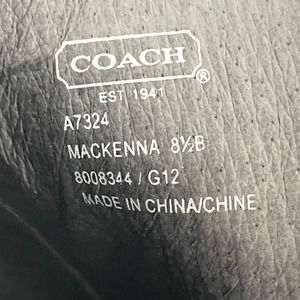 COACH®
EST 1941
A7324
MACKENNA 8½B
8008344 / G12
MADE IN CHINA/CHINE